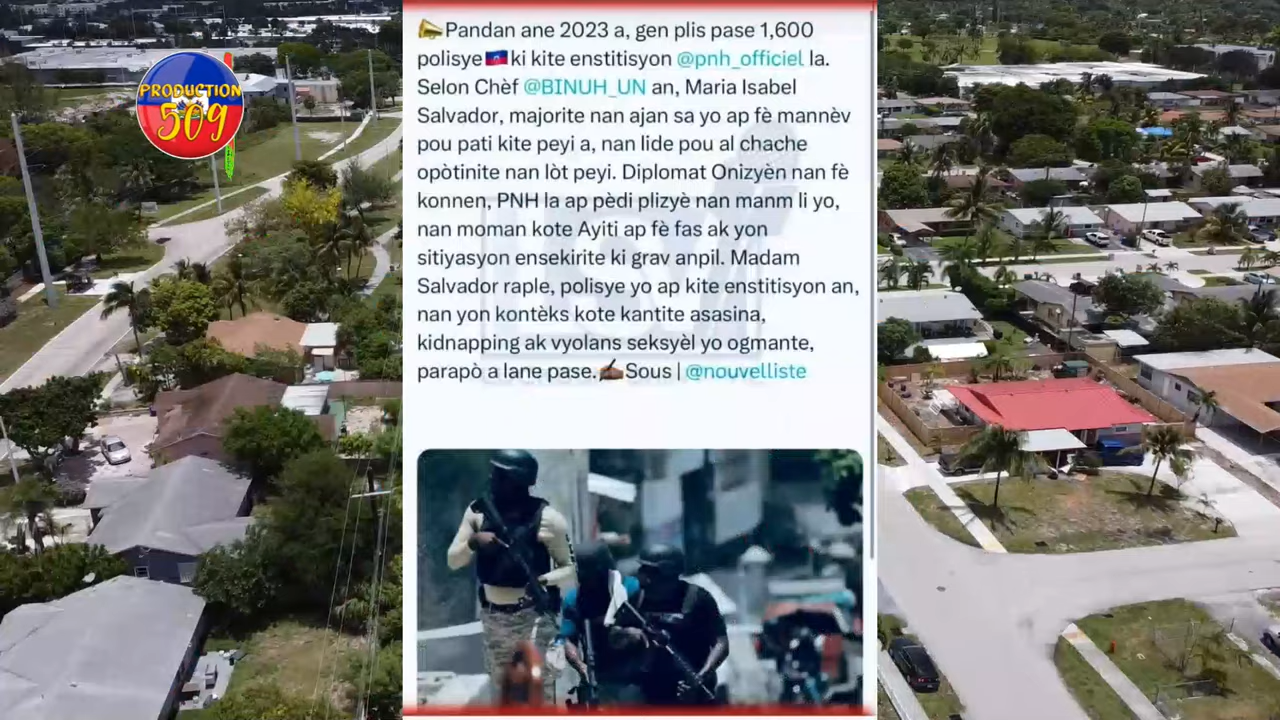 PRODUCTION
509
Pandan ane 2023 a, gen plis pase 1,600
polisye ki kite enstitisyon @pnh_officiel la.
Selon Chèf @BINUH_UN an, Maria Isabel
Salvador, majorite nan ajan sa yo ap fè mannèv
pou pati kite peyi a, nan lide pou al chache
opòtinite nan lòt peyi. Diplomat Onizyèn nan fè
konnen, PNH la ap pèdi plizyè nan manm li yo,
nan moman kote Ayiti ap fè fas ak yon
sitiyasyon ensekirite ki grav anpil. Madam
Salvador raple, polisye yo ap kite enstitisyon an,
nan yon kontèks kote kantite asasina,
kidnapping ak vyolans seksyèl yo ogmante,
parapò a lane pase. Sous | @nouvelliste